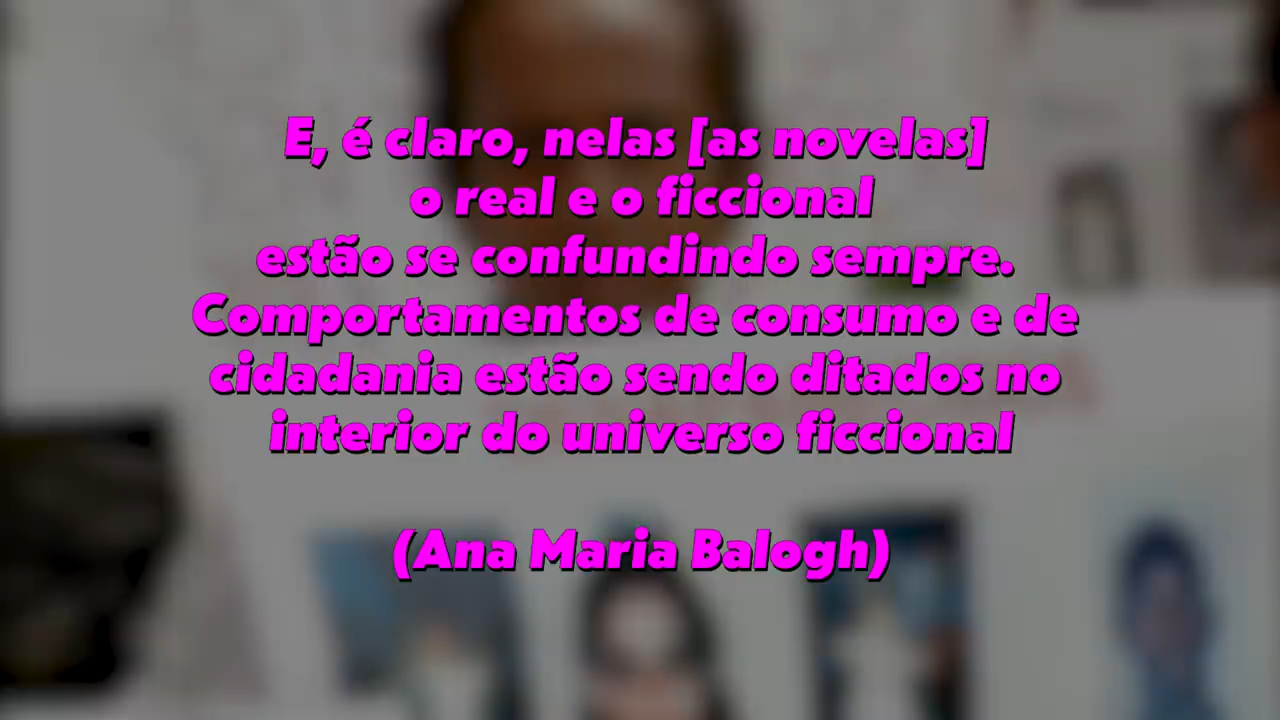 E, é claro, nelas [as novelas]
o real e o ficcional
estão se confundindo sempre.
Comportamentos de consumo e de
cidadania estão sendo ditados no
interior do universo ficcional
(Ana Maria Balogh)